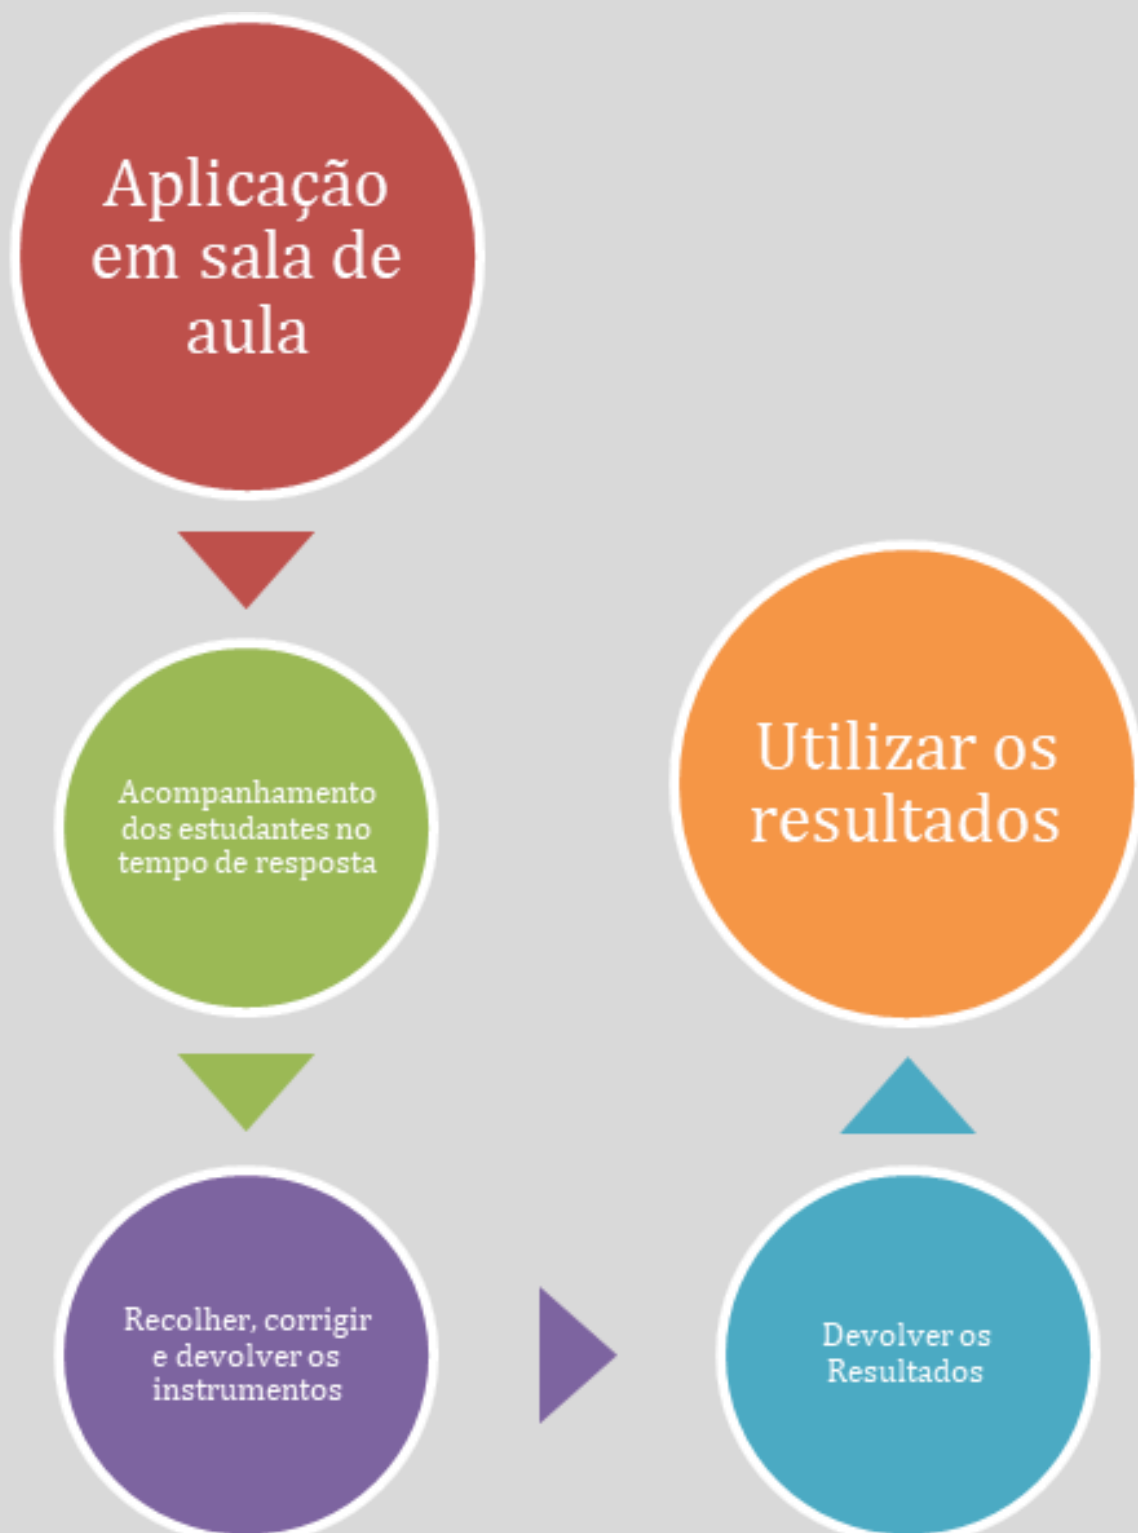 Aplicação
em sala de
aula
Acompanhamento
dos estudantes no
tempo de resposta
Recolher, corrigir
e devolver os
instrumentos
Devolver os
Resultados
Utilizar os
resultados